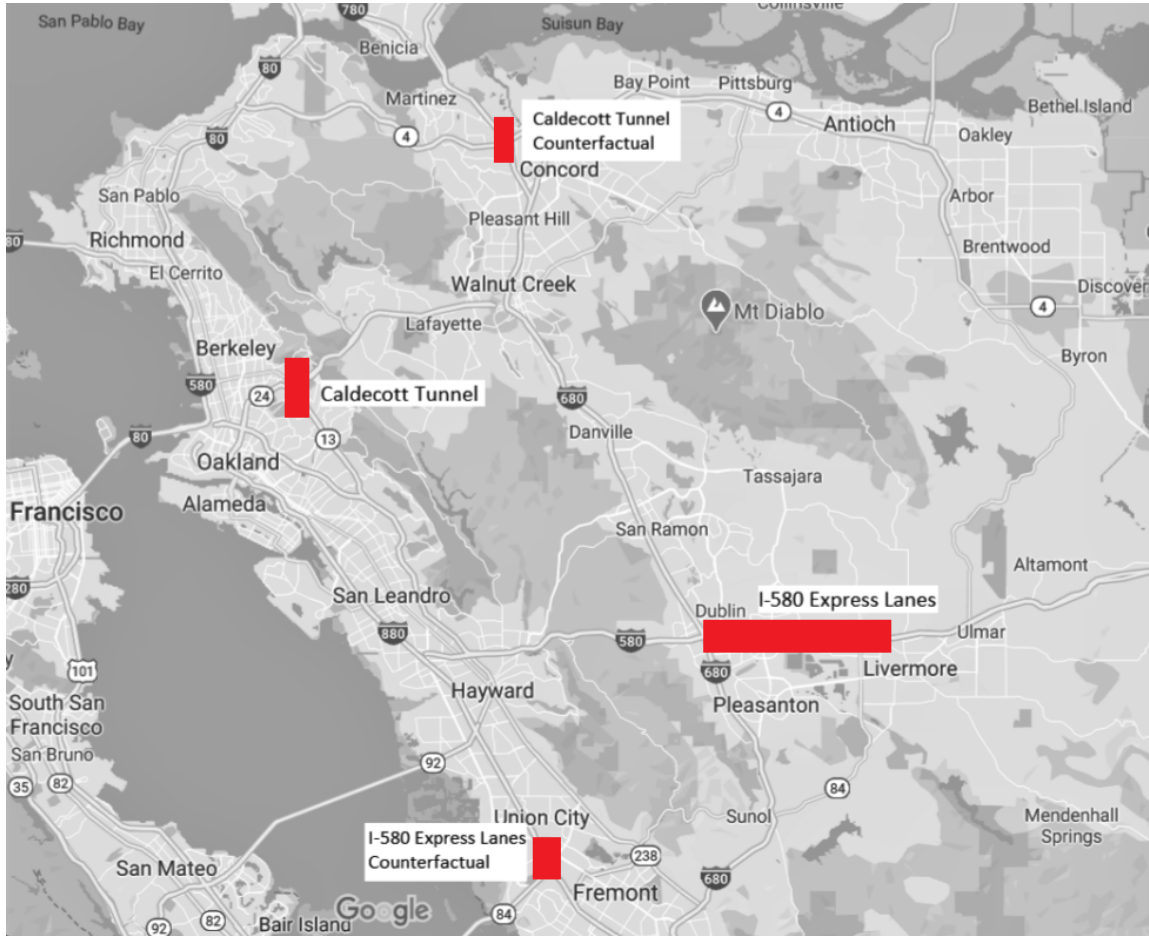 San Pablo Bay
780
Suisun Bay
Benicia
80
Bay Point
Pittsburg
Martinez
Caldecott Tunnel
Counterfactual
4
Bethel Island
80
4
Antioch
Oakley
Concord
San Pablo
Arbor
Pleasant Hill
Richmond
80
Brentwood
El Cerrito
Walnut Creek
Discover
Lafayette
Mt Diablo
4
Berkeley
Byron
580
24
Caldecott Tunnel
680
80
13
Danville
Oakland
Tassajara
Alameda
Francisco
San Ramon
Altamont
280
San Leandro
I-580 Express Lanes
Dublin
880
580
Ulmar
101
680
Livermore
Hayward
South San
Francisco
Pleasanton
San Bruno
92
35
82
84
Union City
Sunol
Mendenhall
Springs
I-580 Express Lanes
Counterfactual
238
San Mateo
680
Fremont
Google
84
82
Bair Island
92